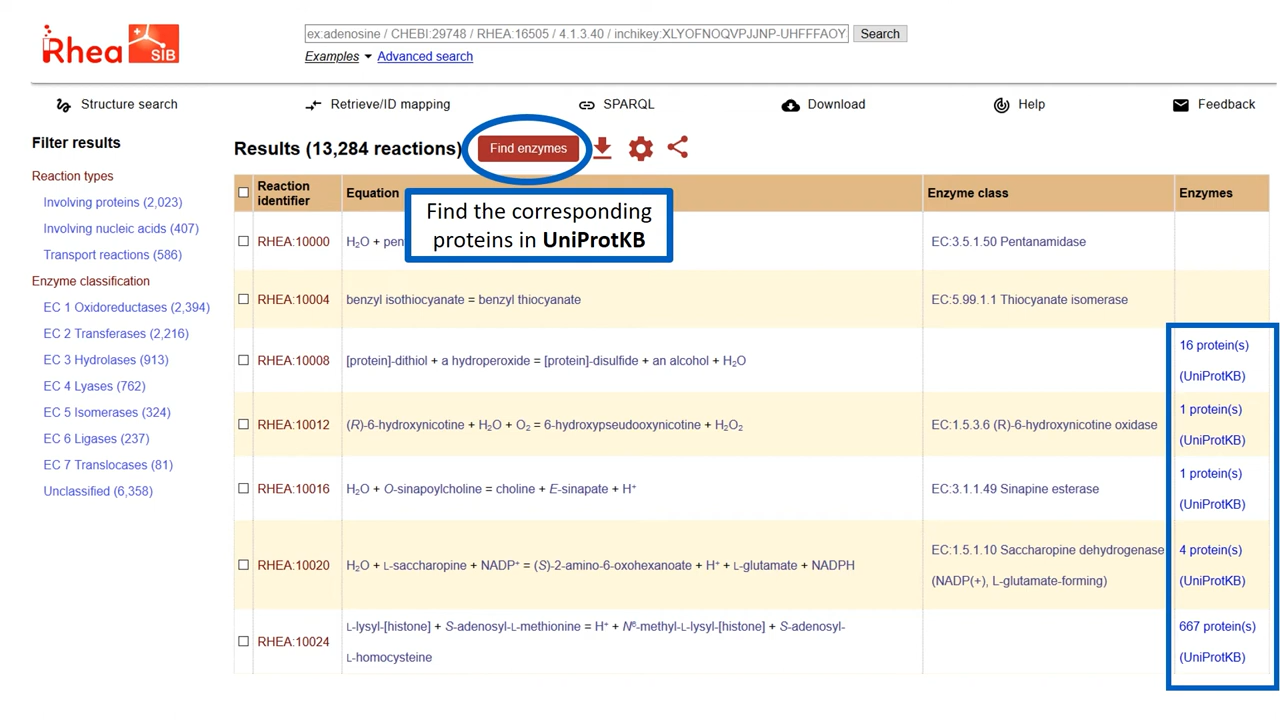 Rhea
SIB
ex:adenosine / CHEBI:29748 / RHEA:16505 / 4.1.3.40 / inchikey:XLYOFNOQVPJJNP-UHFFFAOY
Search
Examples Advanced search
Structure search
Retrieve/ID mapping
SPARQL
Download
Help
Feedback
Filter results
Reaction types
Involving proteins (2,023)
Involving nucleic acids (407)
Transport reactions (586)
Enzyme classification
EC 1 Oxidoreductases (2,394)
EC 2 Transferases (2,216)
EC 3 Hydrolases (913)
EC 4 Lyases (762)
EC 5 Isomerases (324)
EC 6 Ligases (237)
EC 7 Translocases (81)
Unclassified (6,358)
Results (13,284 reactions)
Find enzymes
Find the corresponding
proteins in UniProtKB
Reaction
identifier
Equation
Enzyme class
Enzymes
RHEA:10000
H₂O + pen
EC:3.5.1.50 Pentanamidase
RHEA:10004
benzyl isothiocyanate = benzyl thiocyanate
EC:5.99.1.1 Thiocyanate isomerase
RHEA:10008
[protein]-dithiol + a hydroperoxide = [protein]-disulfide + an alcohol + H₂O
16 protein(s)
(UniProtKB)
RHEA:10012
(R)-6-hydroxynicotine + H₂O + O₂ = 6-hydroxypseudooxynicotine + H₂O₂
EC:1.5.3.6 (R)-6-hydroxynicotine oxidase
1 protein(s)
(UniProtKB)
RHEA:10016
H₂O + O-sinapoylcholine = choline + E-sinapate + H⁺
EC:3.1.1.49 Sinapine esterase
1 protein(s)
(UniProtKB)
RHEA:10020
H₂O + L-saccharopine + NADP⁺ = (S)-2-amino-6-oxohexanoate + H⁺ + L-glutamate + NADPH
EC:1.5.1.10 Saccharopine dehydrogenase
(NADP(+), L-glutamate-forming)
4 protein(s)
(UniProtKB)
RHEA:10024
L-lysyl-[histone] + S-adenosyl-L-methionine = H⁺ + N⁶-methyl-L-lysyl-[histone] + S-adenosyl-
L-homocysteine
667 protein(s)
(UniProtKB)